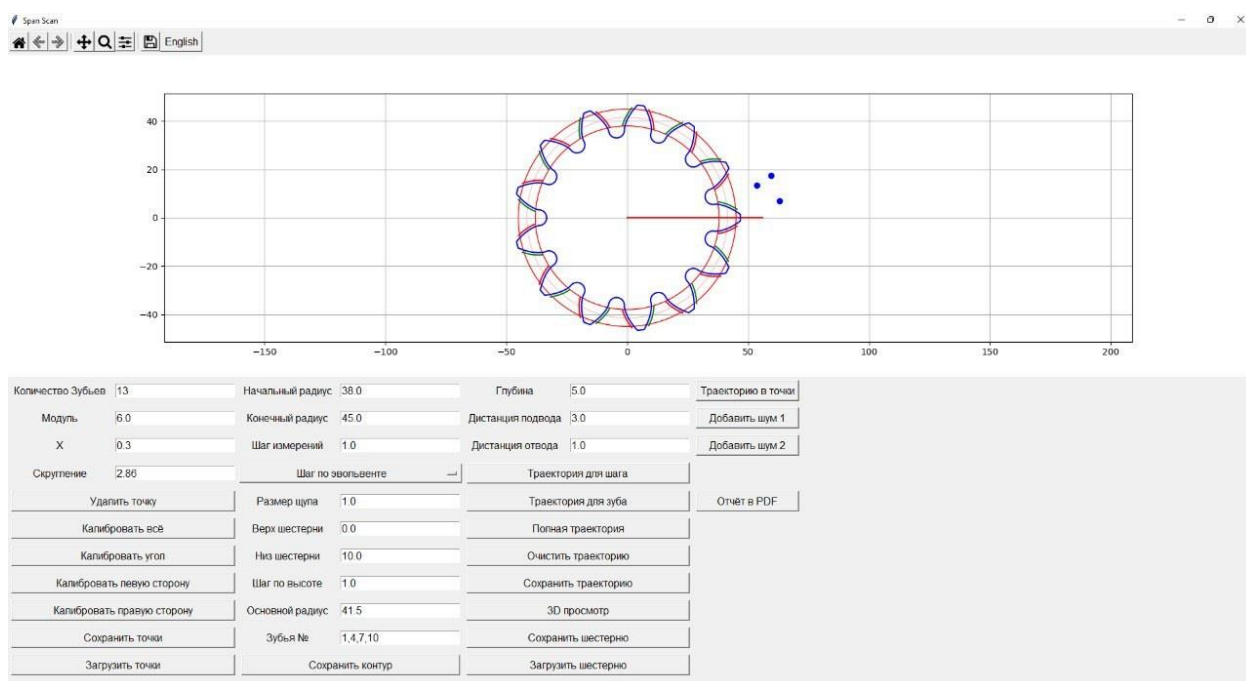 Span Scan
English
40
20
0
−20
−40
−150 −100 −50 0 50 100 150 200
Количество Зубьев 13 Начальный радиус 38.0 Глубина 5.0 Траекторию в точки
Модуль 6.0 Конечный радиус 45.0 Дистанция подвода 3.0 Добавить шум 1
X 0.3 Шаг измерений 1.0 Дистанция отвода 1.0 Добавить шум 2
Скругление 2.86 Шаг по эвольвенте Траектория для шага
Удалить точку Размер щупа 1.0 Траектория для зуба Отчёт в PDF
Калибровать всё Верх шестерни 0.0 Полная траектория
Калибровать угол Низ шестерни 10.0 Очистить траекторию
Калибровать левую сторону Шаг по высоте 1.0 Сохранить траекторию
Калибровать правую сторону Основной радиус 41.5 3D просмотр
Сохранить точки Зубья № 1,4,7,10 Сохранить шестерню
Загрузить точки Сохранить контур Загрузить шестерню